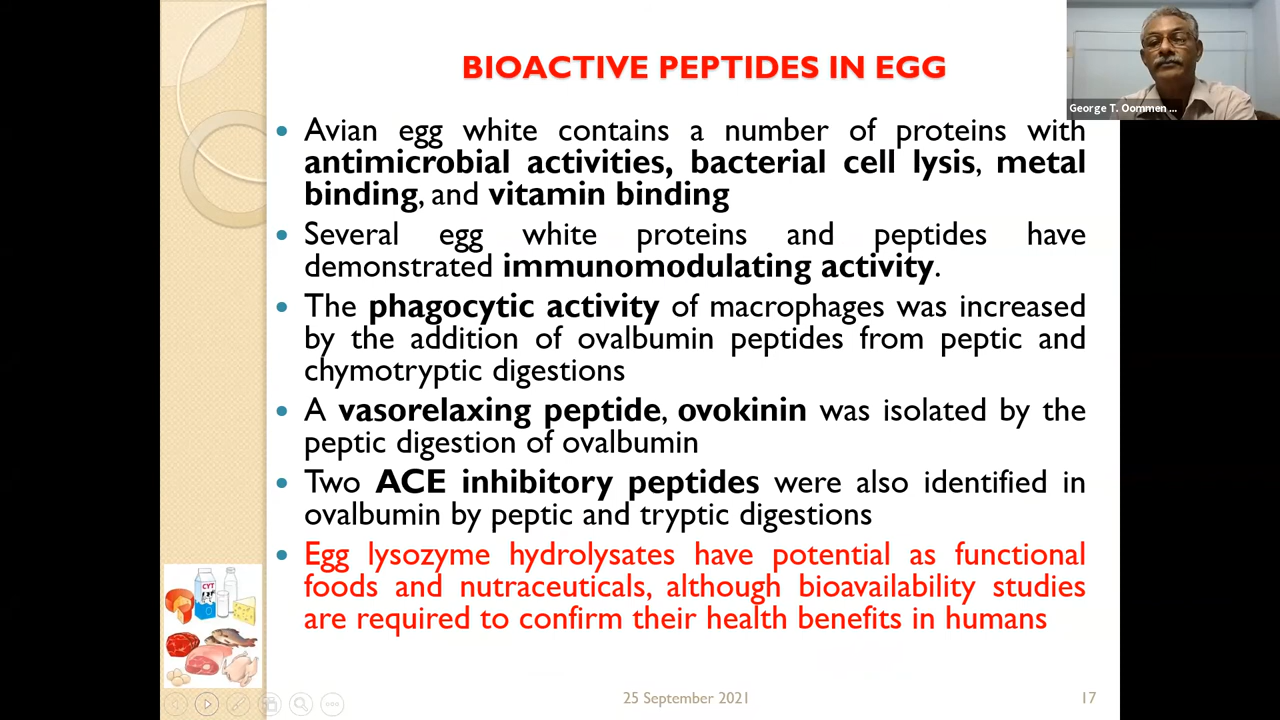 BIOACTIVE PEPTIDES IN EGG
George T. Oommen ...
Avian egg white contains a number of proteins with
antimicrobial activities, bacterial cell lysis, metal
binding, and vitamin binding
Several egg white proteins and peptides have
demonstrated immunomodulating activity.
The phagocytic activity of macrophages was increased
by the addition of ovalbumin peptides from peptic and
chymotryptic digestions
A vasorelaxing peptide, ovokinin was isolated by the
peptic digestion of ovalbumin
Two ACE inhibitory peptides were also identified in
ovalbumin by peptic and tryptic digestions
Egg lysozyme hydrolysates have potential as functional
foods and nutraceuticals, although bioavailability studies
are required to confirm their health benefits in humans
25 September 2021
17